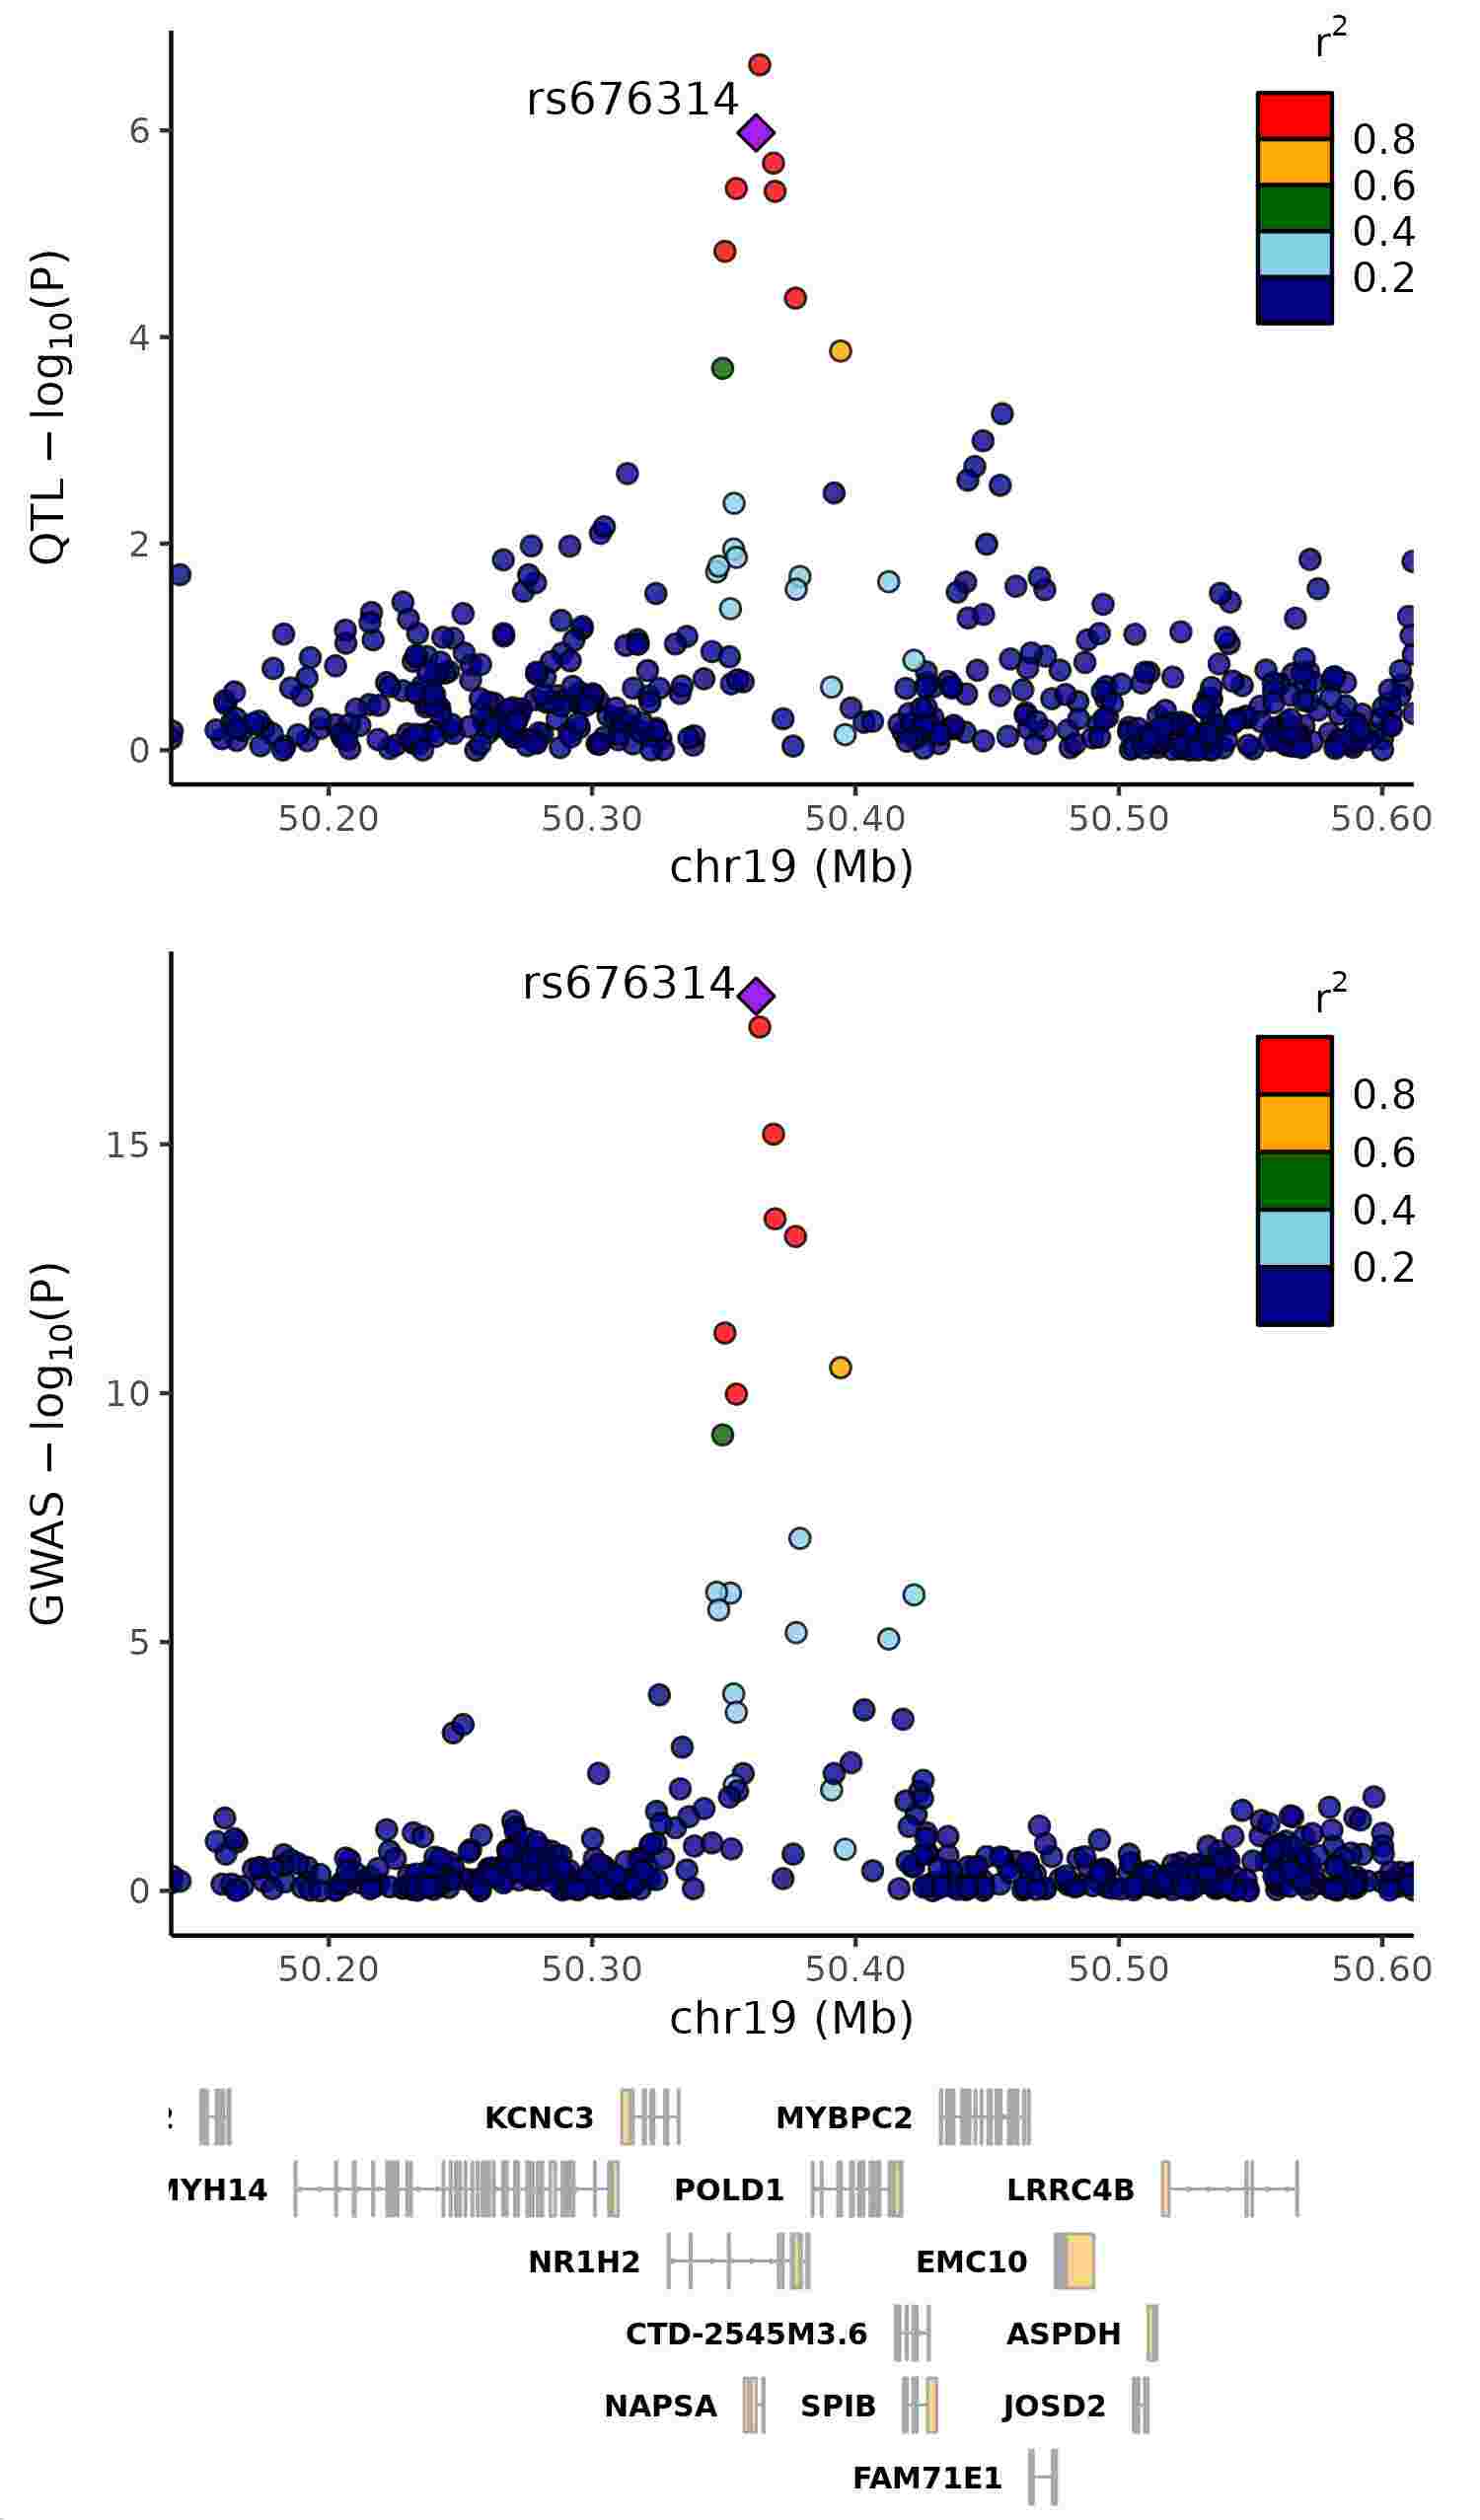 r²
rs676314
0.8
0.6
0.4
0.2
6
4
2
0
QTL −log₁₀(P)
50.20 50.30 50.40 50.50 50.60
chr19 (Mb)
rs676314
r²
0.8
0.6
0.4
0.2
15
10
5
0
GWAS −log₁₀(P)
50.20 50.30 50.40 50.50 50.60
chr19 (Mb)
KCNC3 MYBPC2
MYH14 POLD1 LRRC4B
NR1H2 EMC10
CTD-2545M3.6 ASPDH
NAPSA SPIB JOSD2
FAM71E1